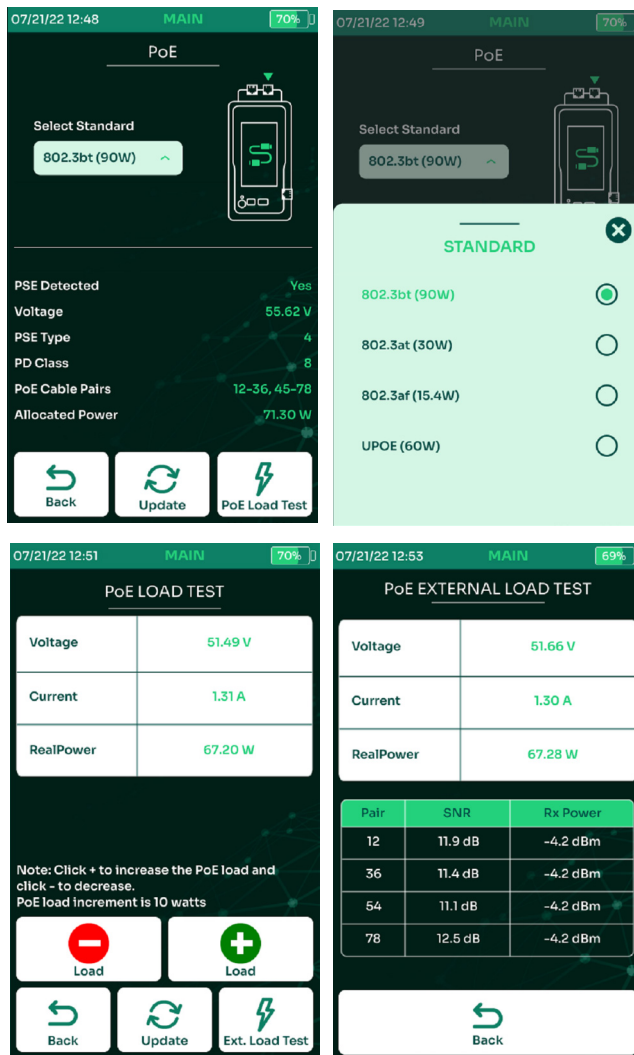 07/21/22 12:48 MAIN 70%
PoE
Select Standard
802.3bt (90W)
PSE Detected Yes
Voltage 55.62 V
PSE Type 4
PD Class 8
PoE Cable Pairs 12-36, 45-78
Allocated Power 71.30 W
Back Update PoE Load Test
07/21/22 12:49 MAIN 70%
PoE
Select Standard
802.3bt (90W)
STANDARD
802.3bt (90W)
802.3at (30W)
802.3af (15.4W)
UPOE (60W)
07/21/22 12:51 MAIN 70%
PoE LOAD TEST
Voltage 51.49 V
Current 1.31 A
RealPower 67.20 W
Note: Click + to increase the PoE load and
click - to decrease.
PoE load increment is 10 watts
Load Load
Back Update Ext. Load Test
07/21/22 12:53 MAIN 69%
PoE EXTERNAL LOAD TEST
Voltage 51.66 V
Current 1.30 A
RealPower 67.28 W
Pair SNR Rx Power
12 11.9 dB -4.2 dBm
36 11.4 dB -4.2 dBm
54 11.1 dB -4.2 dBm
78 12.5 dB -4.2 dBm
Back